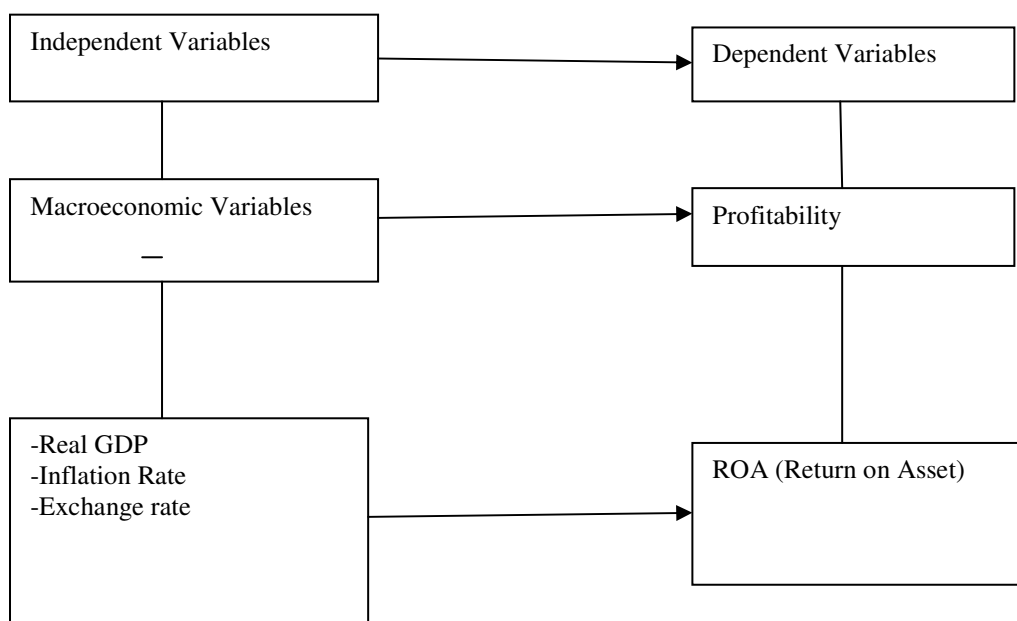 Independent Variables
Dependent Variables
Macroeconomic Variables
Profitability
-Real GDP
-Inflation Rate
-Exchange rate
ROA (Return on Asset)